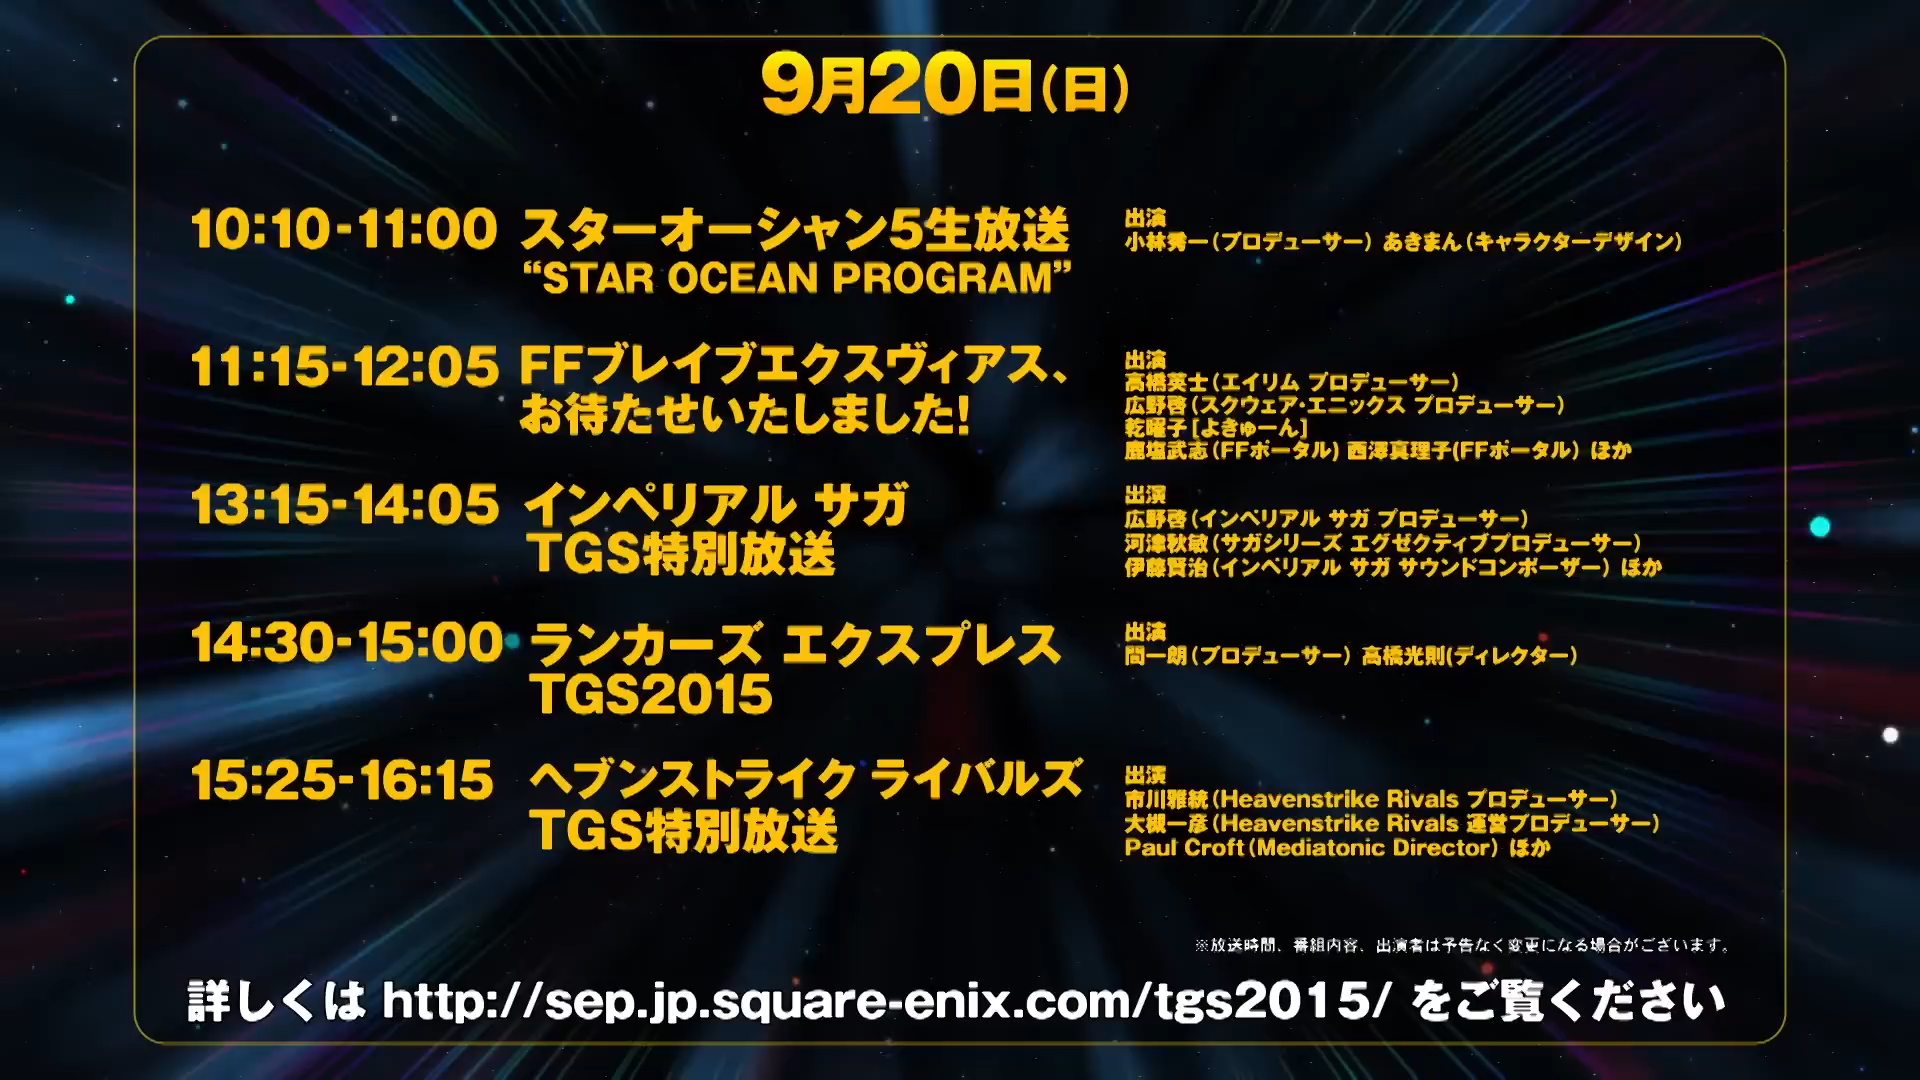 9月20日(日)
10:10-11:00 スターオーシャン5生放送
“STAR OCEAN PROGRAM”
出演
小林秀一(プロデューサー) あきまん(キャラクターデザイン)
11:15-12:05 FFブレイブエクスヴィアス、
お待たせいたしました!
出演
高橋英士(エイリム プロデューサー)
広野啓(スクウェア・エニックス プロデューサー)
乾曜子[よきゅーん]
鹿塩武志(FFポータル) 西澤真理子(FFポータル) ほか
13:15-14:05 インペリアル サガ
TGS特別放送
出演
広野啓(インペリアル サガ プロデューサー)
河津秋敏(サガシリーズ エグゼクティブプロデューサー)
伊藤賢治(インペリアル サガ サウンドコンポーザー) ほか
14:30-15:00 ランカーズ エクスプレス
TGS2015
出演
間一朗(プロデューサー) 高橋光則(ディレクター)
15:25-16:15 ヘブンストライク ライバルズ
TGS特別放送
出演
市川雅統(Heavenstrike Rivals プロデューサー)
大槻一彦(Heavenstrike Rivals 運営プロデューサー)
Paul Croft(Mediatonic Director) ほか
※放送時間、番組内容、出演者は予告なく変更になる場合がございます。
詳しくは http://sep.jp.square-enix.com/tgs2015/ をご覧ください